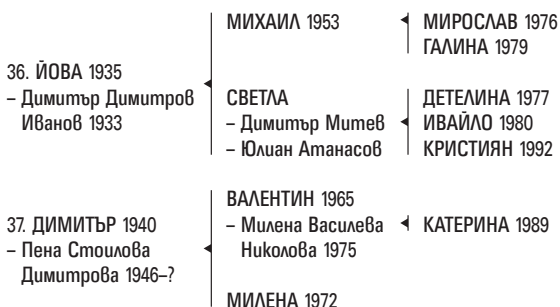 МИХАИЛ 1953
МИРОСЛАВ 1976
ГАЛИНА 1979
36. ЙОВА 1935
– Димитър Димитров
Иванов 1933
СВЕТЛА
– Димитър Митев
– Юлиан Атанасов
ДЕТЕЛИНА 1977
ИВАЙЛО 1980
КРИСТИЯН 1992
37. ДИМИТЪР 1940
– Пена Стоилова
Димитрова 1946–?
ВАЛЕНТИН 1965
– Милена Василева
Николова 1975
КАТЕРИНА 1989
МИЛЕНА 1972